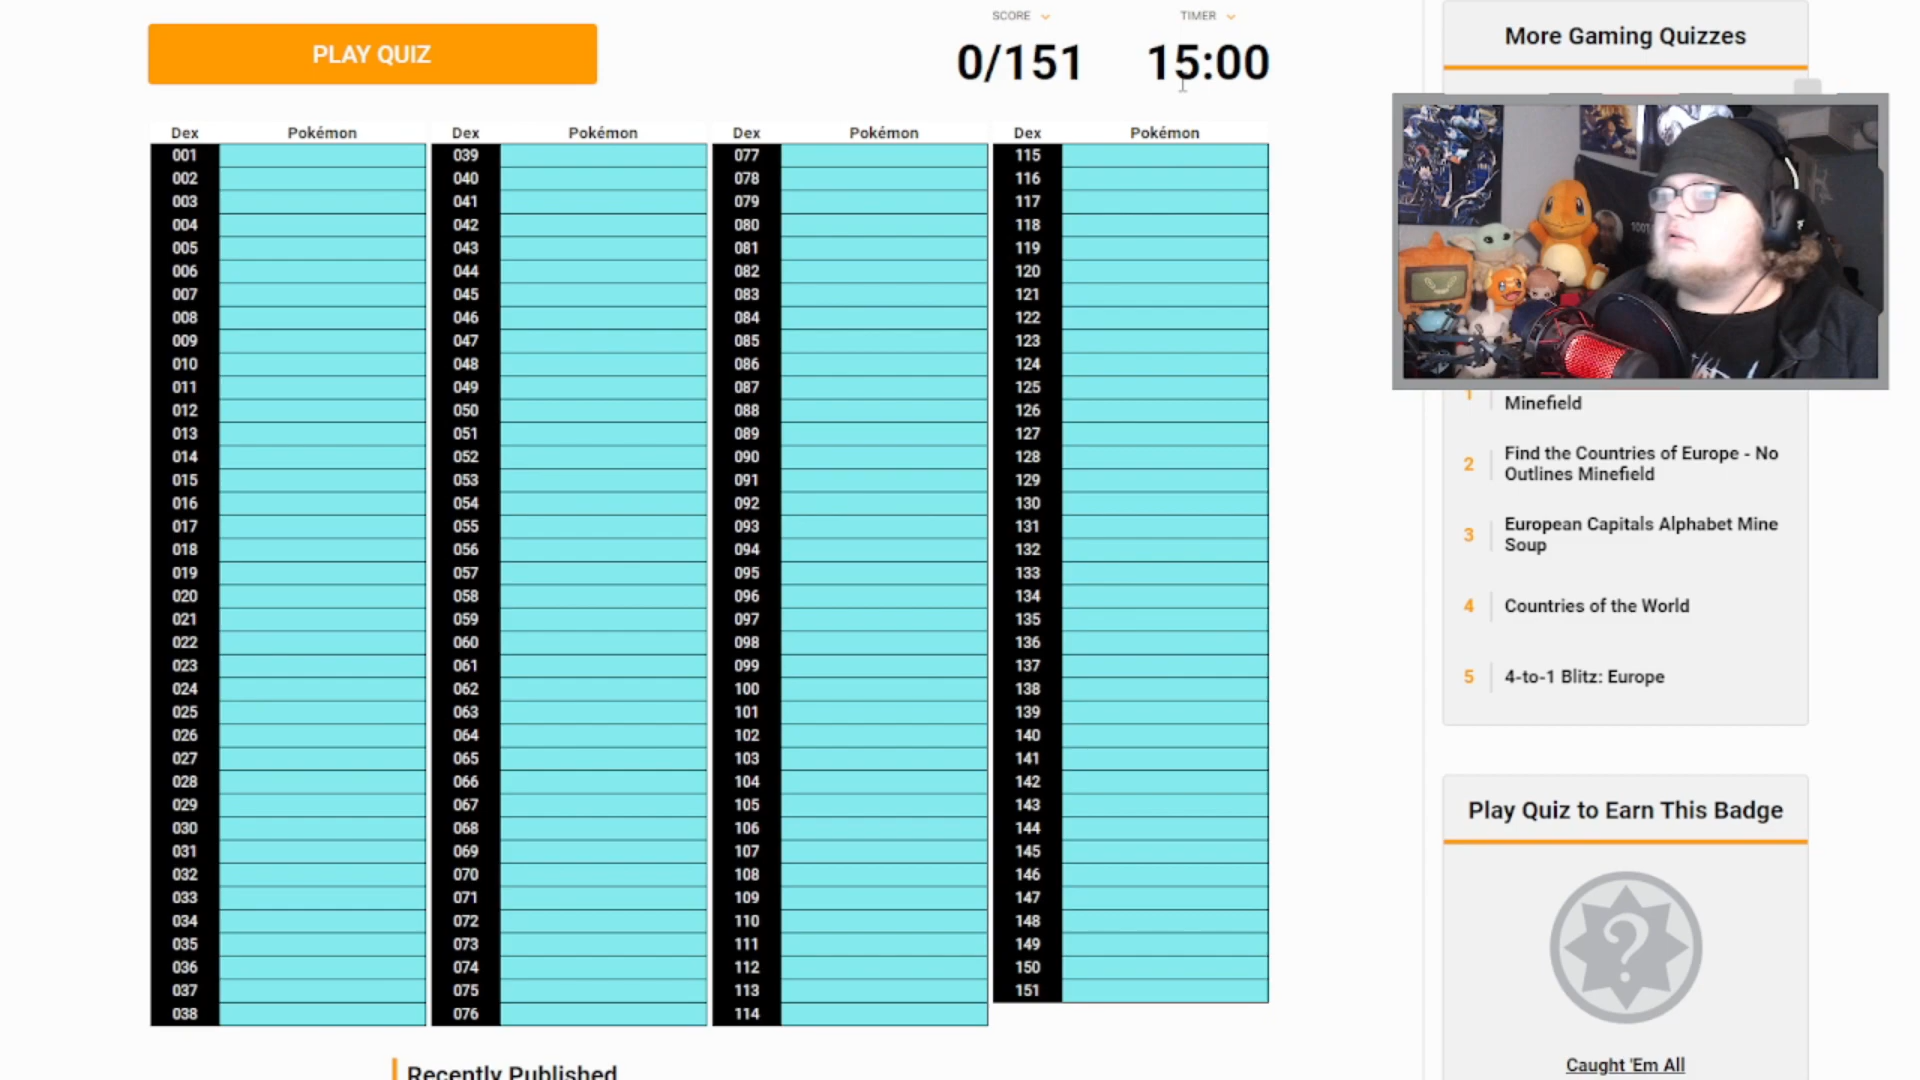 PLAY QUIZ
SCORE
TIMER
0/151
15:00
Dex Pokémon Dex Pokémon Dex Pokémon Dex Pokémon
001 039 077 115
002 040 078 116
003 041 079 117
004 042 080 118
005 043 081 119
006 044 082 120
007 045 083 121
008 046 084 122
009 047 085 123
010 048 086 124
011 049 087 125
012 050 088 126
013 051 089 127
014 052 090 128
015 053 091 129
016 054 092 130
017 055 093 131
018 056 094 132
019 057 095 133
020 058 096 134
021 059 097 135
022 060 098 136
023 061 099 137
024 062 100 138
025 063 101 139
026 064 102 140
027 065 103 141
028 066 104 142
029 067 105 143
030 068 106 144
031 069 107 145
032 070 108 146
033 071 109 147
034 072 110 148
035 073 111 149
036 074 112 150
037 075 113 151
038 076 114
Recently Published
More Gaming Quizzes
1001
1
Minefield
2 Find the Countries of Europe - No
Outlines Minefield
3 European Capitals Alphabet Mine
Soup
4 Countries of the World
5 4-to-1 Blitz: Europe
Play Quiz to Earn This Badge
?
Caught 'Em All